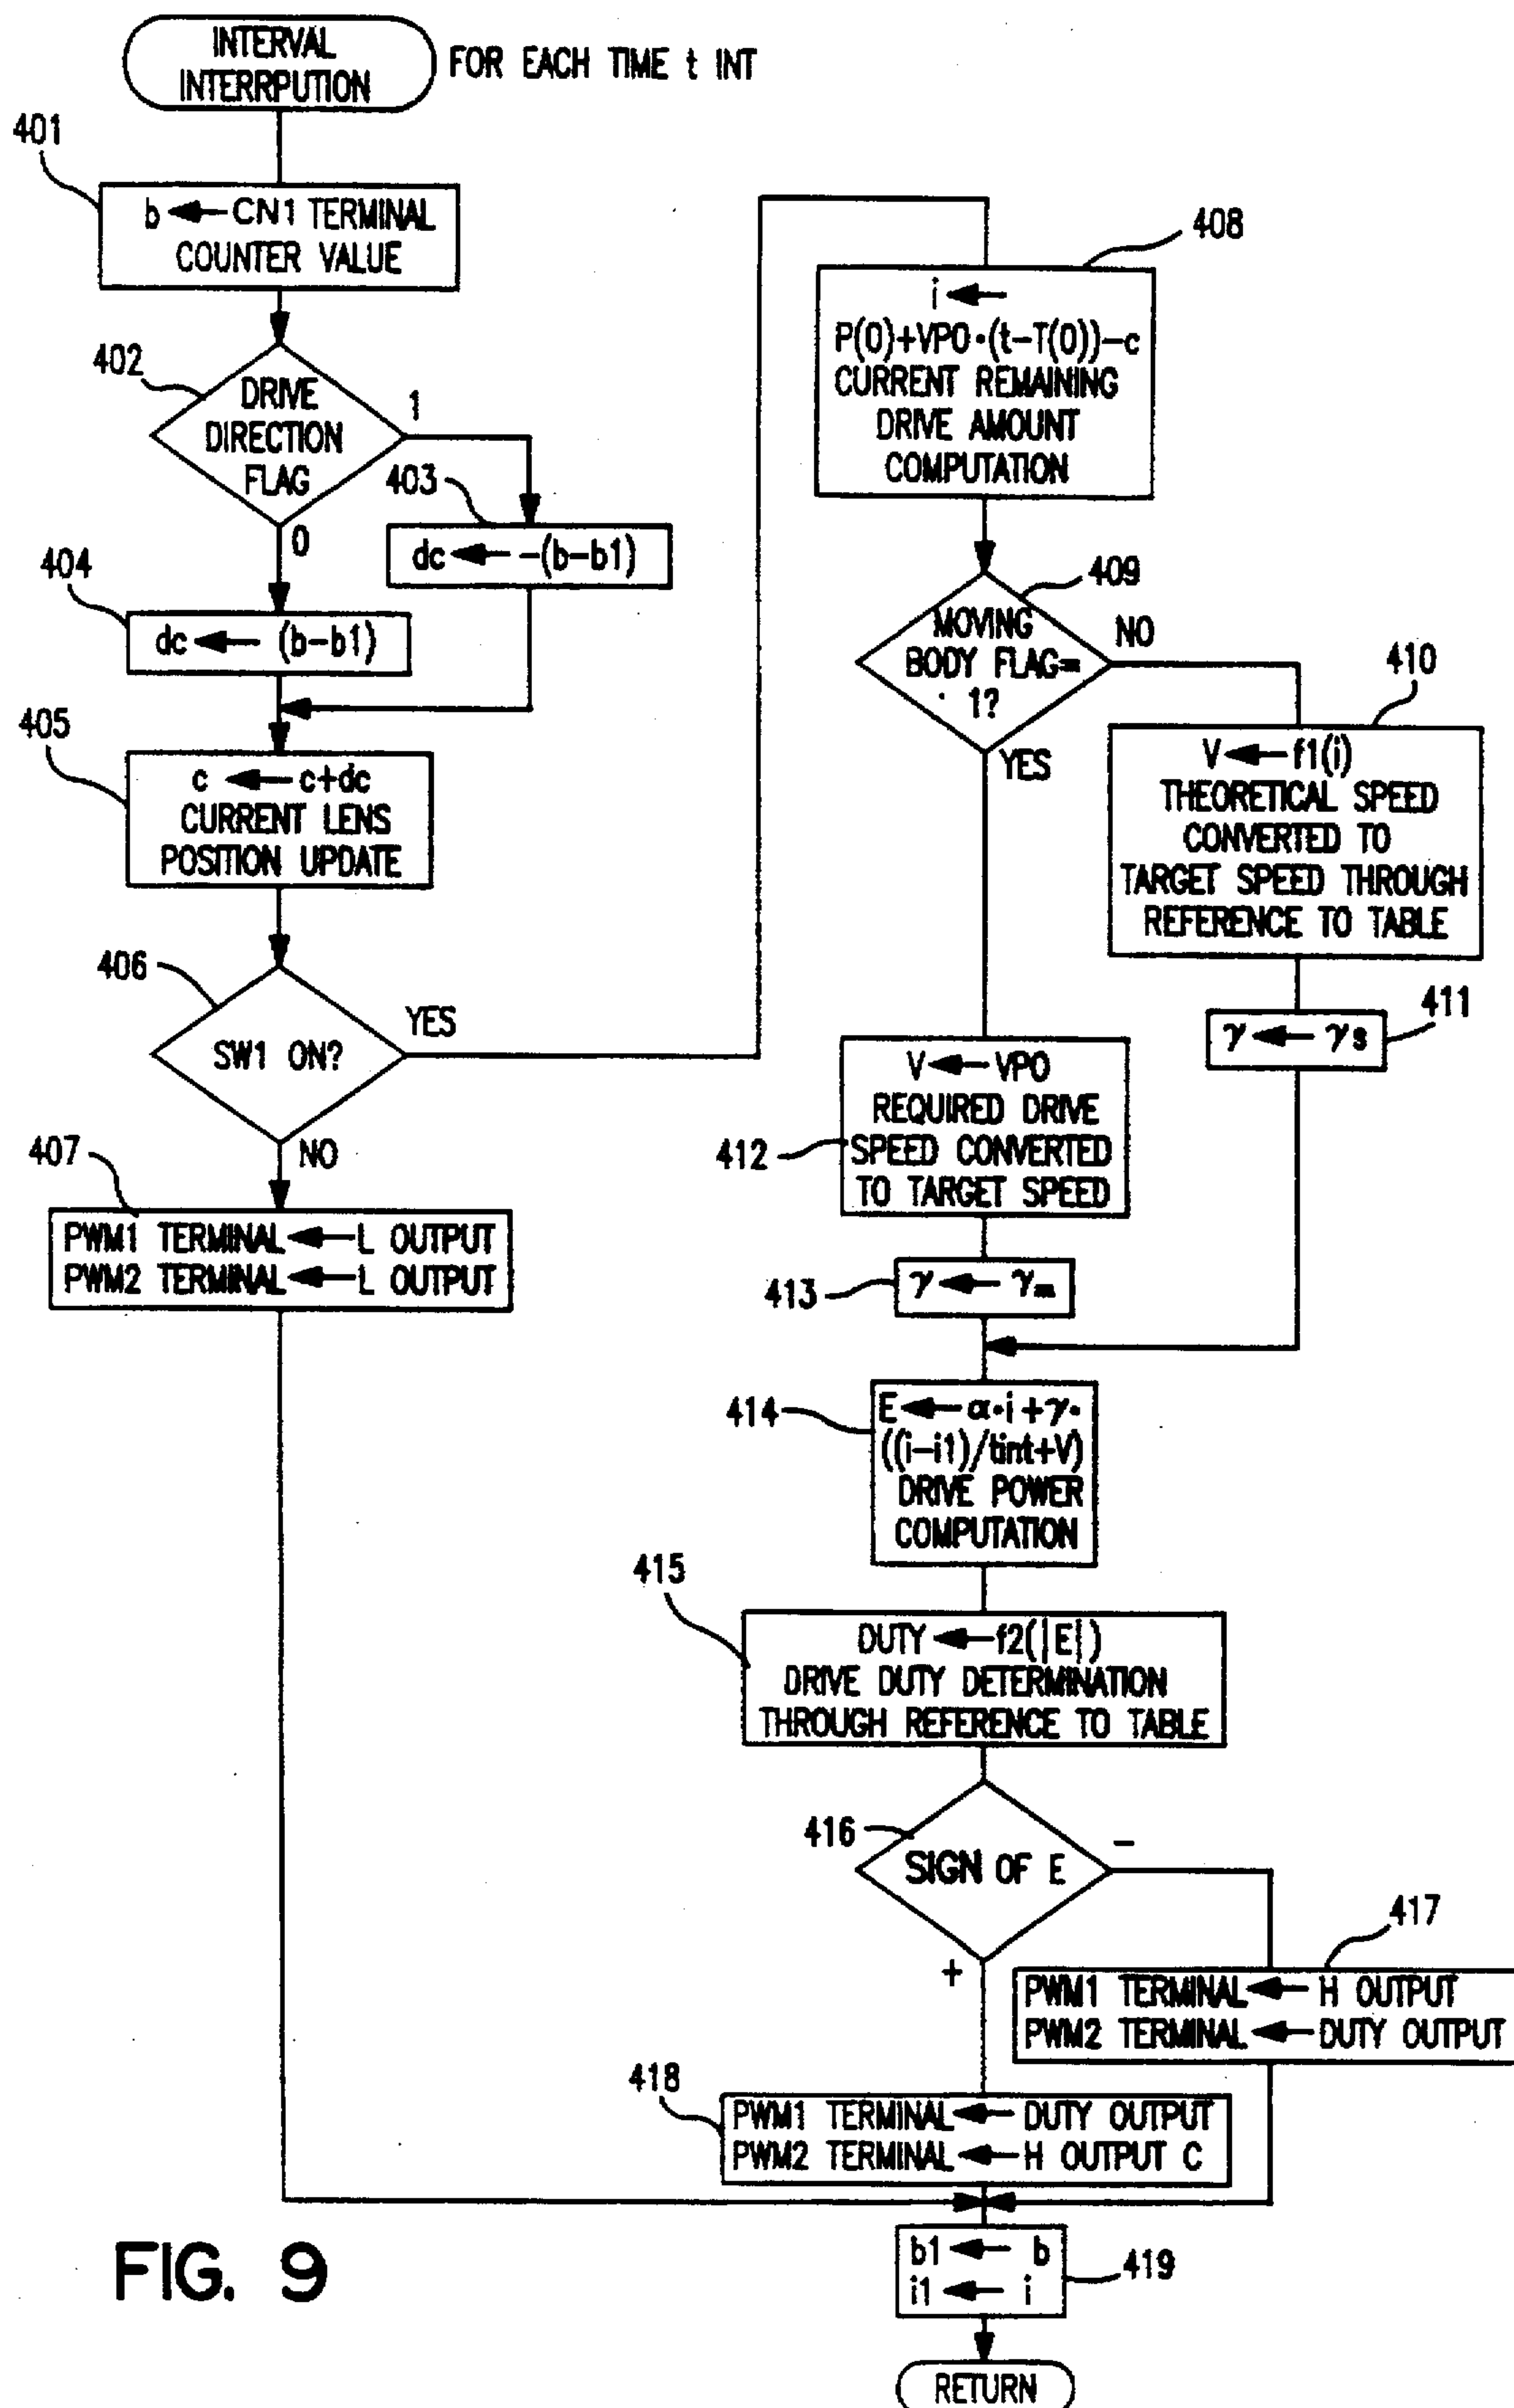 INTERVAL
INTERRPUTION
FOR EACH TIME t INT
401
b ← CN1 TERMINAL
COUNTER VALUE
402
DRIVE
DIRECTION
FLAG
1
0
403
dc ← -(b-b1)
404
dc ← (b-b1)
405
c ← c+dc
CURRENT LENS
POSITION UPDATE
406
SW1 ON?
YES
NO
407
PWM1 TERMINAL ← L OUTPUT
PWM2 TERMINAL ← L OUTPUT
408
i ←
P(0)+VPO·(t-T(0))-c
CURRENT REMAINING
DRIVE AMOUNT
COMPUTATION
409
MOVING
BODY FLAG=
1?
NO
YES
410
V ← f1(i)
THEORETICAL SPEED
CONVERTED TO
TARGET SPEED THROUGH
REFERENCE TO TABLE
411
γ ← γs
412
V ← VPO
REQUIRED DRIVE
SPEED CONVERTED
TO TARGET SPEED
413
γ ← γm
414
E ← α·i+γ·
((i-i1)/tint+V)
DRIVE POWER
COMPUTATION
415
DUTY ← f2(|E|)
DRIVE DUTY DETERMINATION
THROUGH REFERENCE TO TABLE
416
SIGN OF E
-
+
417
PWM1 TERMINAL ← H OUTPUT
PWM2 TERMINAL ← DUTY OUTPUT
418
PWM1 TERMINAL ← DUTY OUTPUT
PWM2 TERMINAL ← H OUTPUT C
419
b1 ← b
i1 ← i
RETURN
FIG. 9